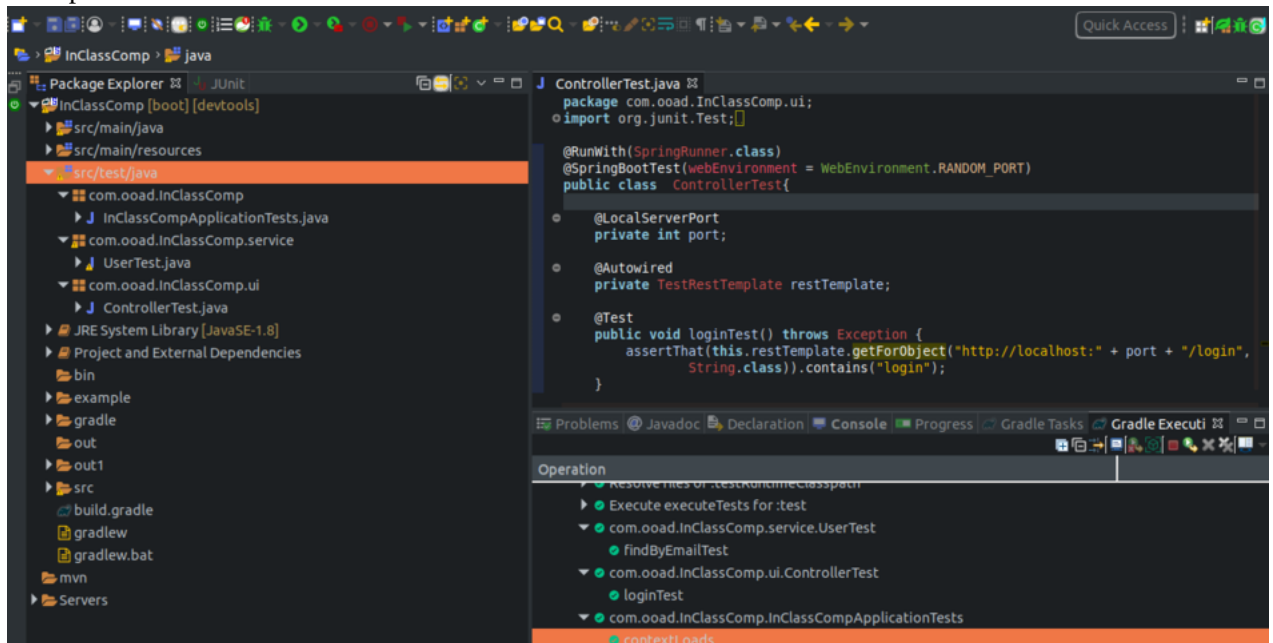 Quick Access
InClassComp java
Package Explorer JUnit
InClassComp [boot] [devtools]
src/main/java
src/main/resources
src/test/java
com.ooad.InClassComp
InClassCompApplicationTests.java
com.ooad.InClassComp.service
UserTest.java
com.ooad.InClassComp.ui
ControllerTest.java
JRE System Library [JavaSE-1.8]
Project and External Dependencies
bin
example
gradle
out
out1
src
build.gradle
gradlew
gradlew.bat
mvn
Servers
ControllerTest.java
package com.ooad.InClassComp.ui;
import org.junit.Test;
@RunWith(SpringRunner.class)
@SpringBootTest(webEnvironment = WebEnvironment.RANDOM_PORT)
public class ControllerTest{
@LocalServerPort
private int port;
@Autowired
private TestRestTemplate restTemplate;
@Test
public void loginTest() throws Exception {
assertThat(this.restTemplate.getForObject("http://localhost:" + port + "/login",
String.class)).contains("login");
}
Problems @ Javadoc Declaration Console Progress Gradle Tasks Gradle Executi
Operation
Resolve files of :testRuntimeClasspath
Execute executeTests for :test
com.ooad.InClassComp.service.UserTest
findByEmailTest
com.ooad.InClassComp.ui.ControllerTest
loginTest
com.ooad.InClassComp.InClassCompApplicationTests
contextLoads